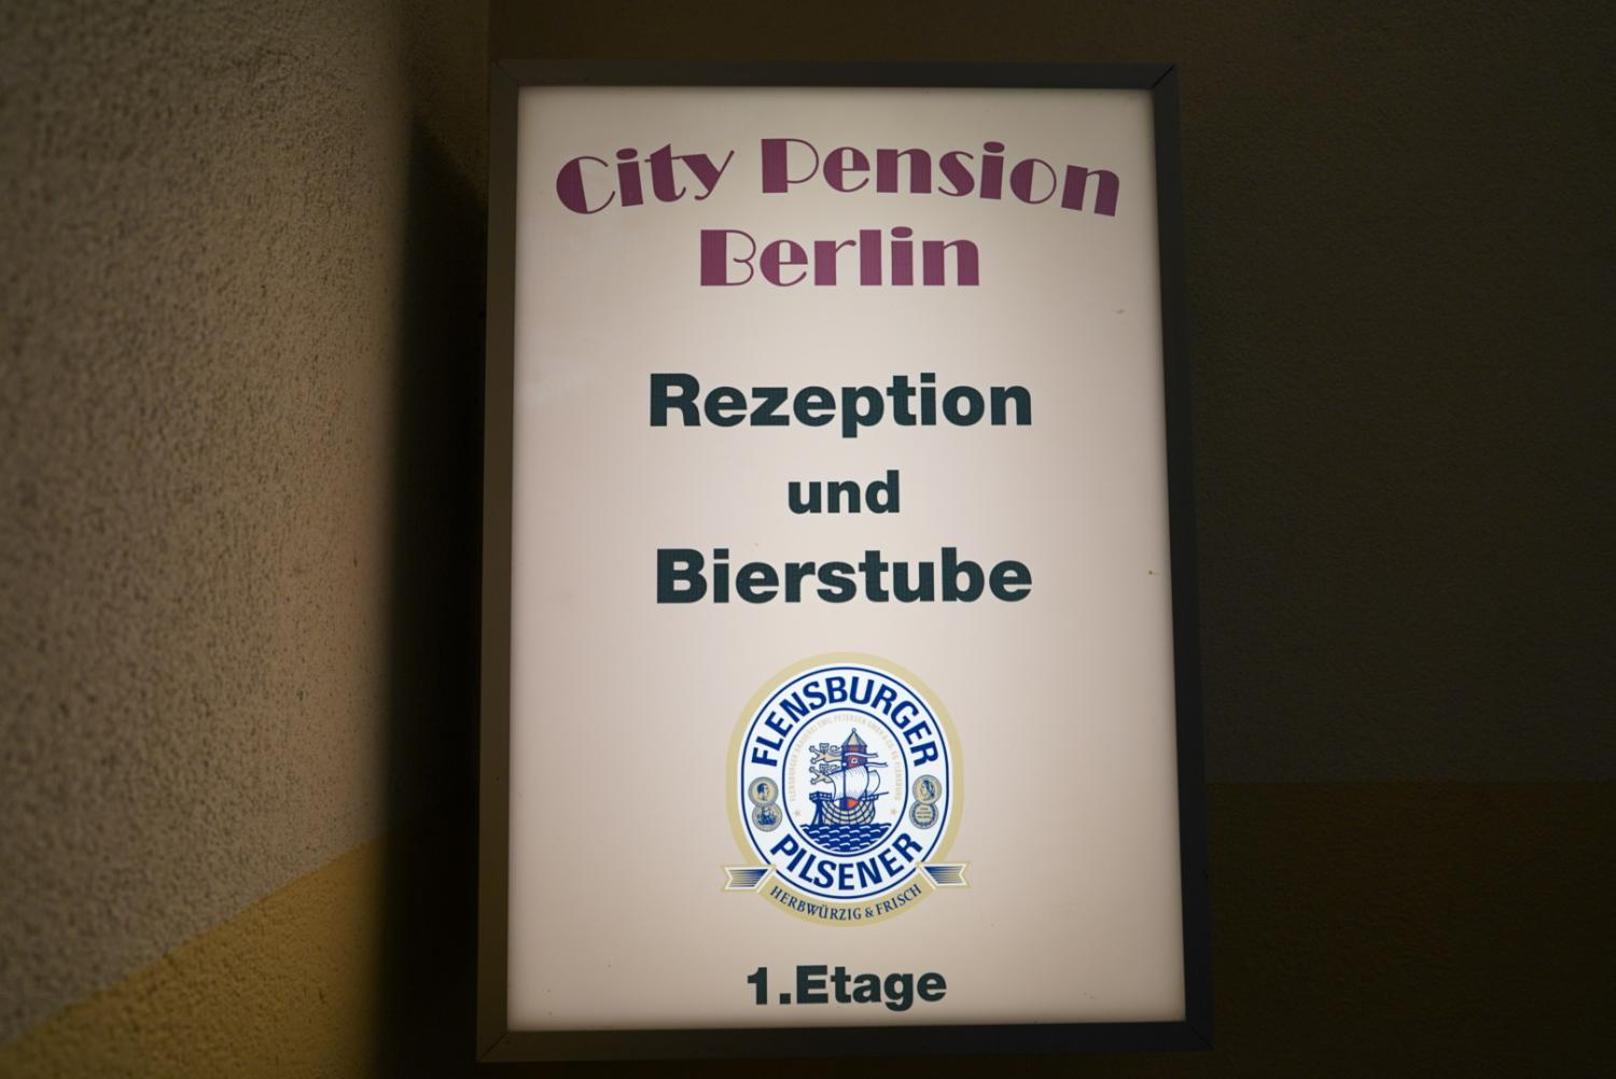 City Pension
Berlin
Rezeption
und
Bierstube
FLENSBURGER
PILSENER
HERBWÜRZIG & FRISCH
1.Etage